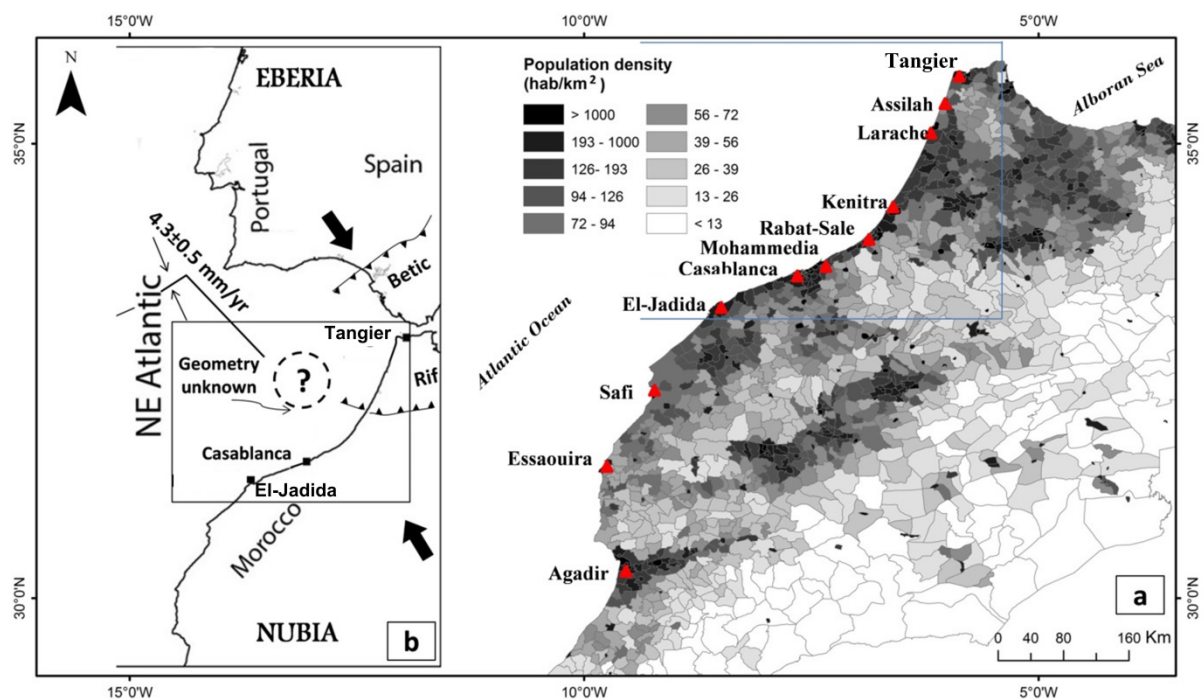 15°0'W
10°0'W
5°0'W
N
EBERIA
Portugal
Spain
4.3±0.5 mm/yr
Betic
NE Atlantic
Tangier
Geometry
unknown
?
Rif
Casablanca
El-Jadida
Morocco
NUBIA
b
Population density
(hab/km²)
> 1000
193 - 1000
126- 193
94 - 126
72 - 94
56 - 72
39 - 56
26 - 39
13 - 26
< 13
Tangier
Alboran Sea
Assilah
Larache
Kenitra
Rabat-Sale
Mohammedia
Casablanca
El-Jadida
Atlantic Ocean
Safi
Essaouira
Agadir
a
0 40 80 160 Km
35°0'N
35°0'N
30°0'N
30°0'N
15°0'W
10°0'W
5°0'W